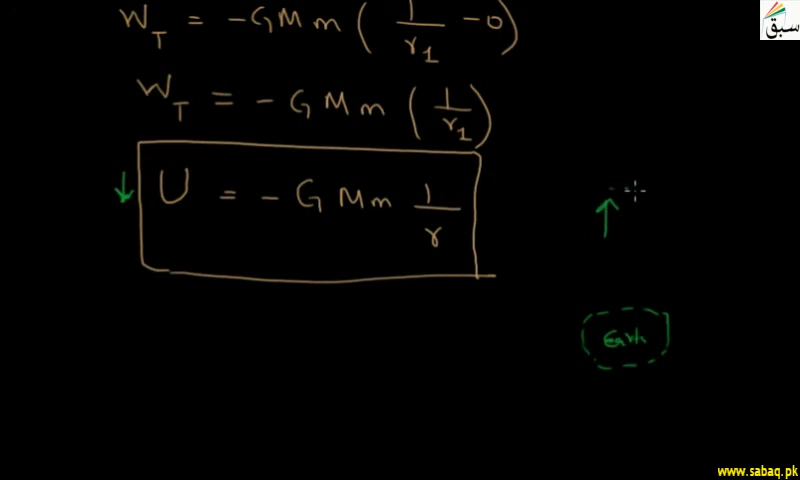 W_T = -GMm (1/r_1 - 0)
W_T = -GMm (1/r_1)
U = -GMm 1/r
Earth
سبق
www.sabaq.pk